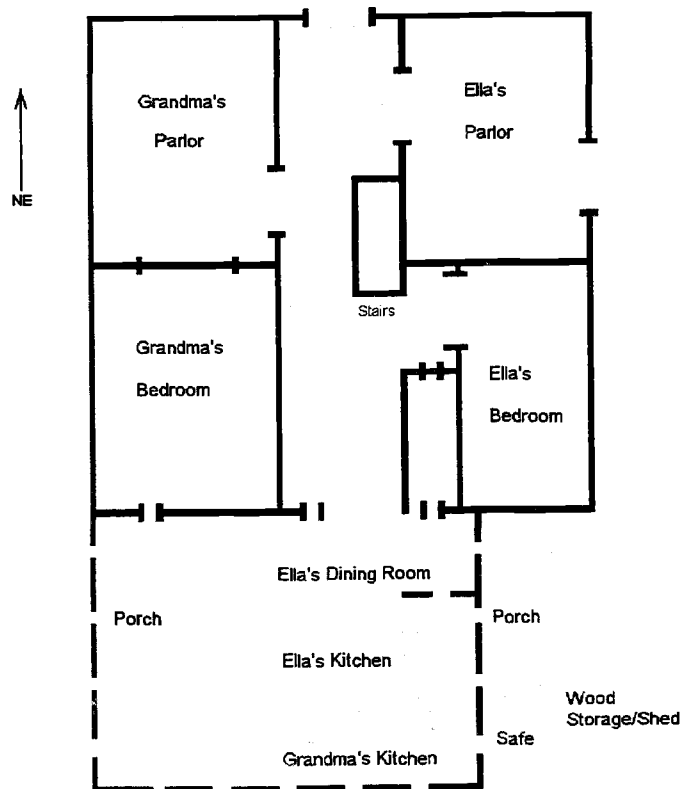 Grandma's
Parlor
Ella's
Parlor
NE
Stairs
Grandma's
Bedroom
Ella's
Bedroom
Ella's Dining Room
Porch
Porch
Ella's Kitchen
Wood
Storage/Shed
Safe
Grandma's Kitchen